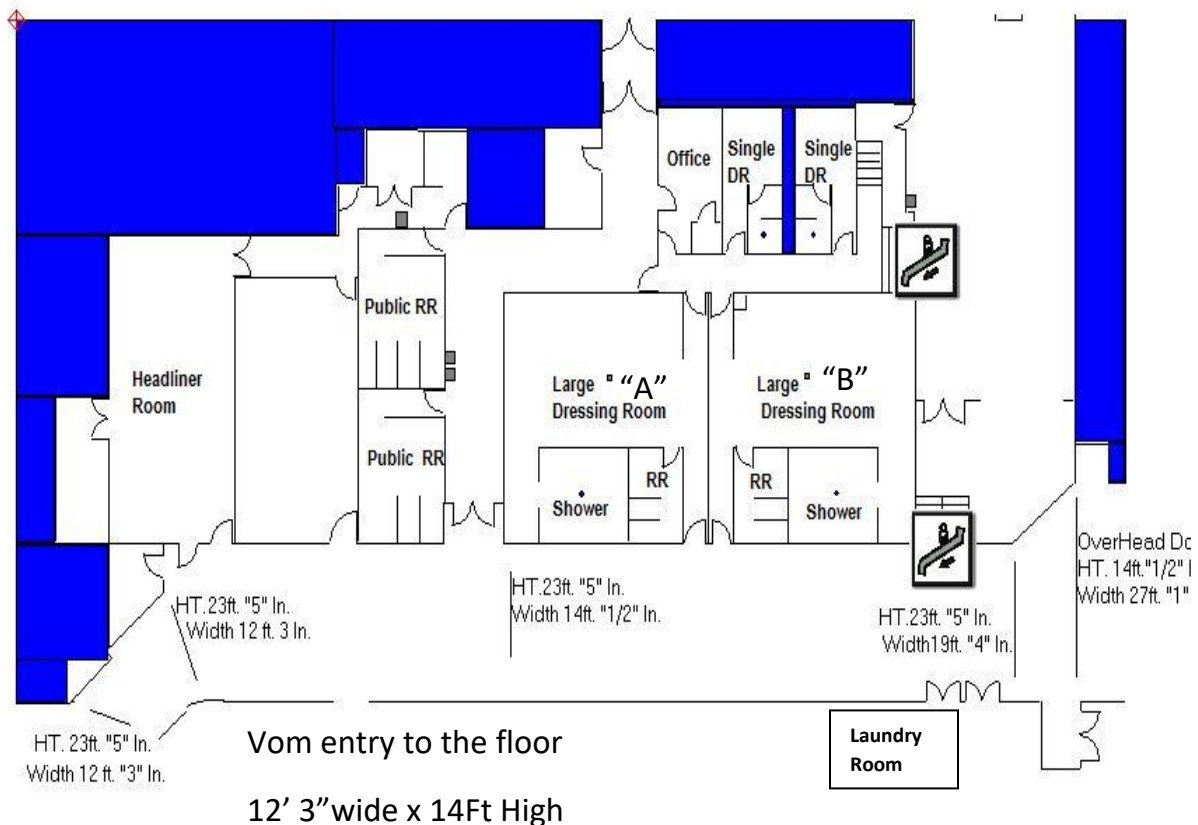 Office
Single
DR
Single
DR
Public RR
Headliner
Room
Large "A"
Dressing Room
Large "B"
Dressing Room
Public RR
RR
Shower
RR
Shower
OverHead Do
HT. 14ft."1/2" I
Width 27ft. "1"
HT.23ft. "5" In.
Width 12 ft. 3 In.
HT.23ft. "5" In.
Width 14ft. "1/2" In.
HT.23ft. "5" In.
Width19ft. "4" In.
HT. 23ft. "5" In.
Width 12 ft. "3" In.
Vom entry to the floor
12’ 3”wide x 14Ft High
Laundry
Room